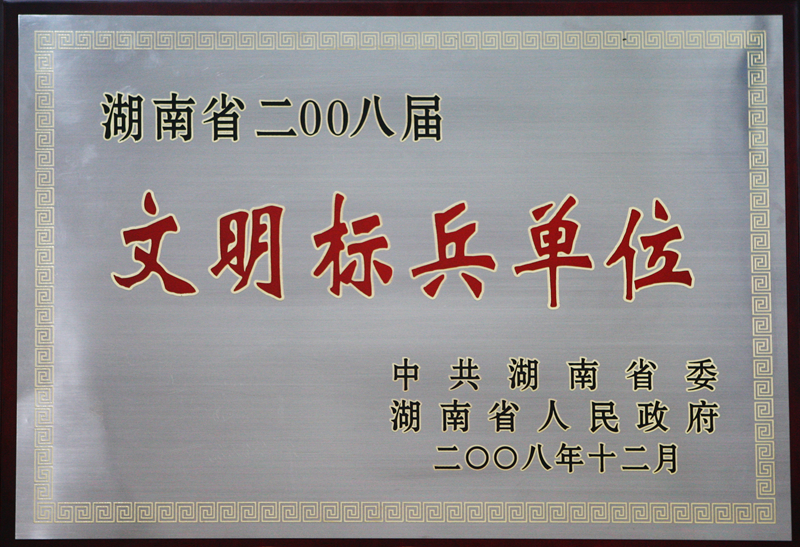 湖南省二00八届
文明标兵单位
中共湖南省委
湖南省人民政府
二〇〇八年十二月